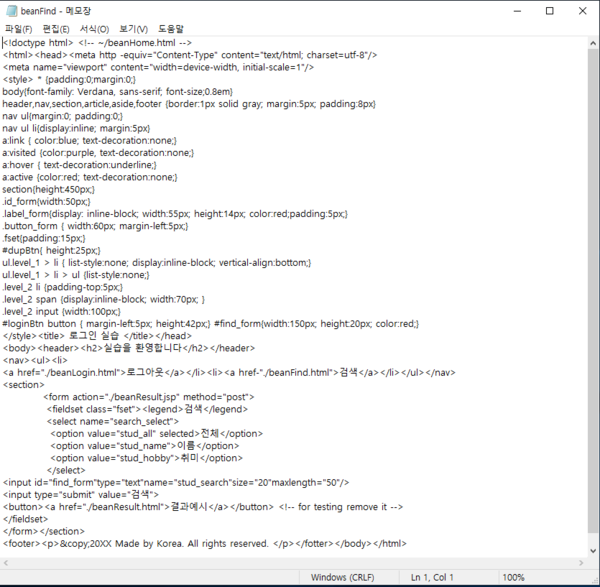 beanFind - 메모장
파일(F) 편집(E) 서식(O) 보기(V) 도움말
<!doctype html> <!-- ~/beanHome.html -->
<html><head><meta http -equiv="Content-Type" content="text/html; charset=utf-8"/>
<meta name="viewport" content="width=device-width, initial-scale=1"/>
<style> * {padding:0;margin:0;}
body{font-family: Verdana, sans-serif; font-size;0.8em}
header,nav,section,article,aside,footer {border:1px solid gray; margin:5px; padding:8px}
nav ul{margin:0; padding:0;}
nav ul li{display:inline; margin:5px}
a:link { color:blue; text-decoration:none;}
a:visited {color:purple, text-decoration:none;}
a:hover { text-decoration:underline;}
a:active {color:red; text-decoration:none;}
section{height:450px;}
.id_form{width:50px;}
.label_form{display: inline-block; width:55px; height:14px; color:red;padding:5px;}
.button_form { width:60px; margin-left:5px;}
.fset{padding:15px;}
#dupBtn{ height:25px;}
ul.level_1 > li { list-style:none; display:inline-block; vertical-align:bottom;}
ul.level_1 > li > ul {list-style:none;}
.level_2 li {padding-top:5px;}
.level_2 span {display:inline-block; width:70px; }
.level_2 input {width:100px;}
#loginBtn button { margin-left:5px; height:42px;} #find_form{width:150px; height:20px; color:red;}
</style><title> 로그인 실습 </title></head>
<body><header><h2>실습을 환영합니다</h2></header>
<nav><ul><li>
<a href="./beanLogin.html">로그아웃</a></li><li><a href-"./beanFind.html">검색</a></li></ul></nav>
<section>
<form action="./beanResult.jsp" method="post">
<fieldset class="fset"><legend>검색</legend>
<select name="search_select">
<option value="stud_all" selected>전체</option>
<option value="stud_name">이름</option>
<option value="stud_hobby">취미</option>
</select>
<input id="find_form"type="text"name="stud_search"size="20"maxlength="50"/>
<input type="submit" value="검색">
<button><a href="./beanResult.html">결과예시</a></button> <!-- for testing remove it -->
</fieldset>
</form></section>
<footer><p>&copy;20XX Made by Korea. All rights reserved. </p></fotter></body></html>
Windows (CRLF) Ln 1, Col 1 100%